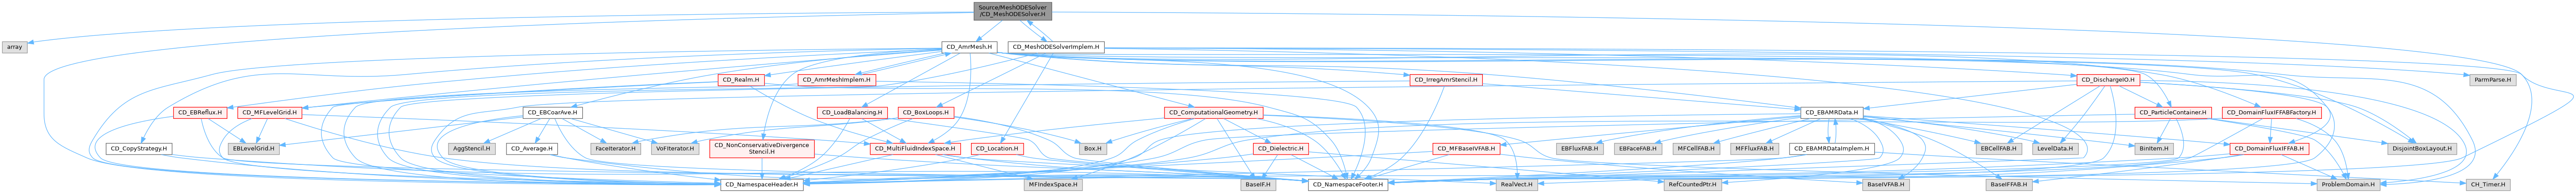 Source/MeshODESolver
/CD_MeshODESolver.H
array
CD_AmrMesh.H
CD_MeshODESolverImplem.H
CD_Realm.H
CD_AmrMeshImplem.H
CD_IrregAmrStencil.H
CD_DischargeIO.H
ParmParse.H
CD_EBReflux.H
CD_MFLevelGrid.H
CD_EBCoarAve.H
CD_LoadBalancing.H
CD_BoxLoops.H
CD_ComputationalGeometry.H
CD_EBAMRData.H
CD_ParticleContainer.H
CD_DomainFluxIFFABFactory.H
CD_CopyStrategy.H
EBLevelGrid.H
AggStencil.H
CD_Average.H
FaceIterator.H
VoFIterator.H
CD_NonConservativeDivergence
Stencil.H
CD_MultiFluidIndexSpace.H
CD_Location.H
Box.H
CD_Dielectric.H
CD_MFBaseIVFAB.H
EBFluxFAB.H
EBFaceFAB.H
MFCellFAB.H
MFFluxFAB.H
CD_EBAMRDataImplem.H
EBCellFAB.H
LevelData.H
BinItem.H
CD_DomainFluxIFFAB.H
DisjointBoxLayout.H
CD_NamespaceHeader.H
MFIndexSpace.H
BaseIF.H
CD_NamespaceFooter.H
RefCountedPtr.H
RealVect.H
BaseIVFAB.H
BaseIFFAB.H
ProblemDomain.H
CH_Timer.H